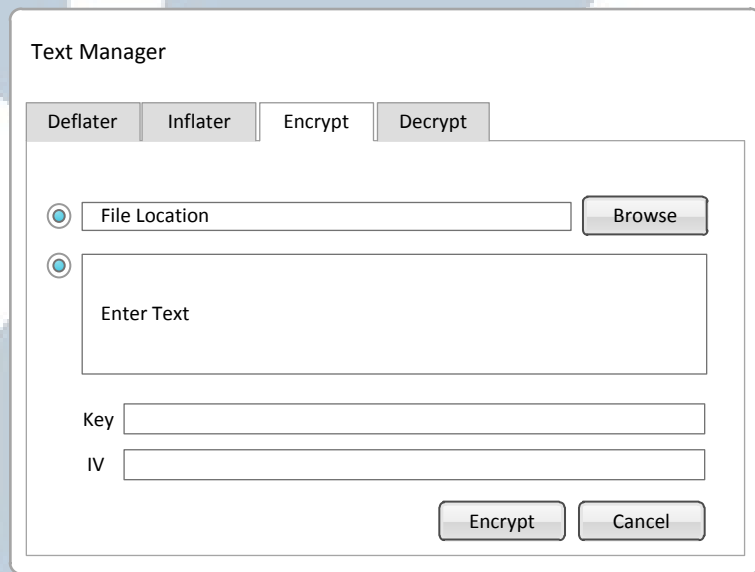 Text Manager
Deflater Inflater Encrypt Decrypt
File Location Browse
Enter Text
Key
IV
Encrypt Cancel